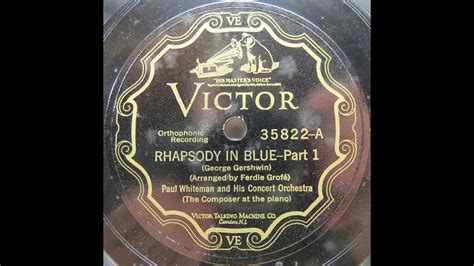 VE
"HIS MASTER'S VOICE"
VICTOR
Orthophonic
Recording
35822-A
RHAPSODY IN BLUE-Part 1
(George Gershwin)
(Arranged by Ferdie Grofé)
Paul Whiteman and His Concert Orchestra
(The Composer at the piano)
VICTOR TALKING MACHINE CO.
Camden, N.J.
VE